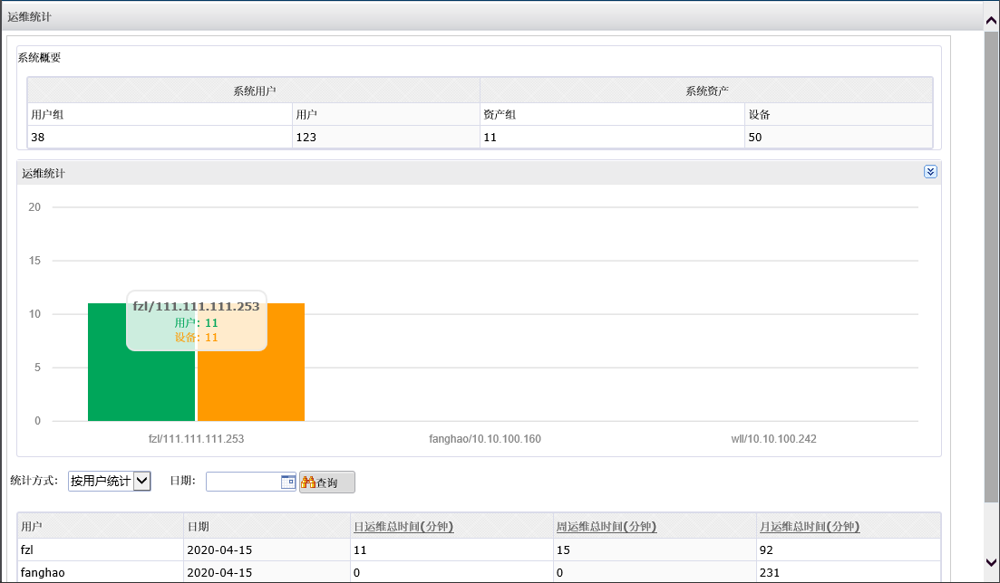 运维统计
系统概要
系统用户 系统资产
用户组 用户 资产组 设备
38 123 11 50
运维统计
20
15
10
5
0
fzl/111.111.111.253
用户: 11
设备: 11
fzl/111.111.111.253 fanghao/10.10.100.160 wll/10.10.100.242
统计方式: 按用户统计 日期: 查询
用户 日期 日运维总时间(分钟) 周运维总时间(分钟) 月运维总时间(分钟)
fzl 2020-04-15 11 15 92
fanghao 2020-04-15 0 0 231